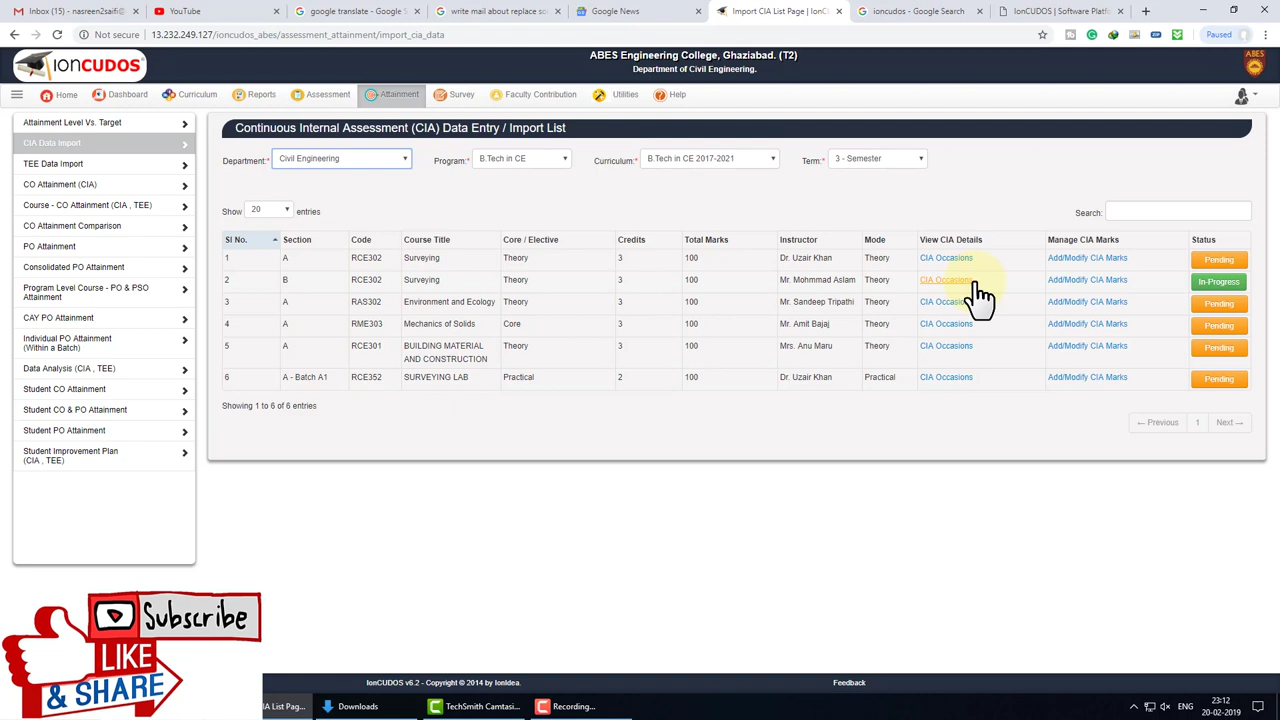 Inbox (15) - nasreen2saifi@
YouTube
google translate - Google S
write mail about replace so
Google News
Import CIA List Page | IonC
ioncudos - Google Search
IonCUDOS | Software Platfo
Not secure
13.232.249.127/ioncudos_abes/assessment_attainment/import_cia_data
Paused
IonCUDOS
ABES Engineering College, Ghaziabad. (T2)
Department of Civil Engineering.
ABES
Home
Dashboard
Curriculum
Reports
Assessment
Attainment
Survey
Faculty Contribution
Utilities
Help
Attainment Level Vs. Target
CIA Data Import
TEE Data Import
CO Attainment (CIA)
Course - CO Attainment (CIA , TEE)
CO Attainment Comparison
PO Attainment
Consolidated PO Attainment
Program Level Course - PO & PSO
Attainment
CAY PO Attainment
Individual PO Attainment
(Within a Batch)
Data Analysis (CIA , TEE)
Student CO Attainment
Student CO & PO Attainment
Student PO Attainment
Student Improvement Plan
(CIA , TEE)
Continuous Internal Assessment (CIA) Data Entry / Import List
Department:* Civil Engineering Program:* B.Tech in CE Curriculum:* B.Tech in CE 2017-2021 Term:* 3 - Semester
Show 20 entries
Search:
Sl No. Section Code Course Title Core / Elective Credits Total Marks Instructor Mode View CIA Details Manage CIA Marks Status
1 A RCE302 Surveying Theory 3 100 Dr. Uzair Khan Theory CIA Occasions Add/Modify CIA Marks Pending
2 B RCE302 Surveying Theory 3 100 Mr. Mohmmad Aslam Theory CIA Occasions Add/Modify CIA Marks In-Progress
3 A RAS302 Environment and Ecology Theory 3 100 Mr. Sandeep Tripathi Theory CIA Occasions Add/Modify CIA Marks Pending
4 A RME303 Mechanics of Solids Core 3 100 Mr. Amit Bajaj Theory CIA Occasions Add/Modify CIA Marks Pending
5 A RCE301 BUILDING MATERIAL Theory 3 100 Mrs. Anu Maru Theory CIA Occasions Add/Modify CIA Marks Pending
AND CONSTRUCTION
6 A - Batch A1 RCE352 SURVEYING LAB Practical 2 100 Dr. Uzair Khan Practical CIA Occasions Add/Modify CIA Marks Pending
Showing 1 to 6 of 6 entries
← Previous 1 Next →
Subscribe
LIKE
& SHARE
IonCUDOS v6.2 - Copyright © 2014 by IonIdea.
Feedback
IA List Pag...
Downloads
TechSmith Camtasi...
Recording...
ENG
23:12
20-02-2019